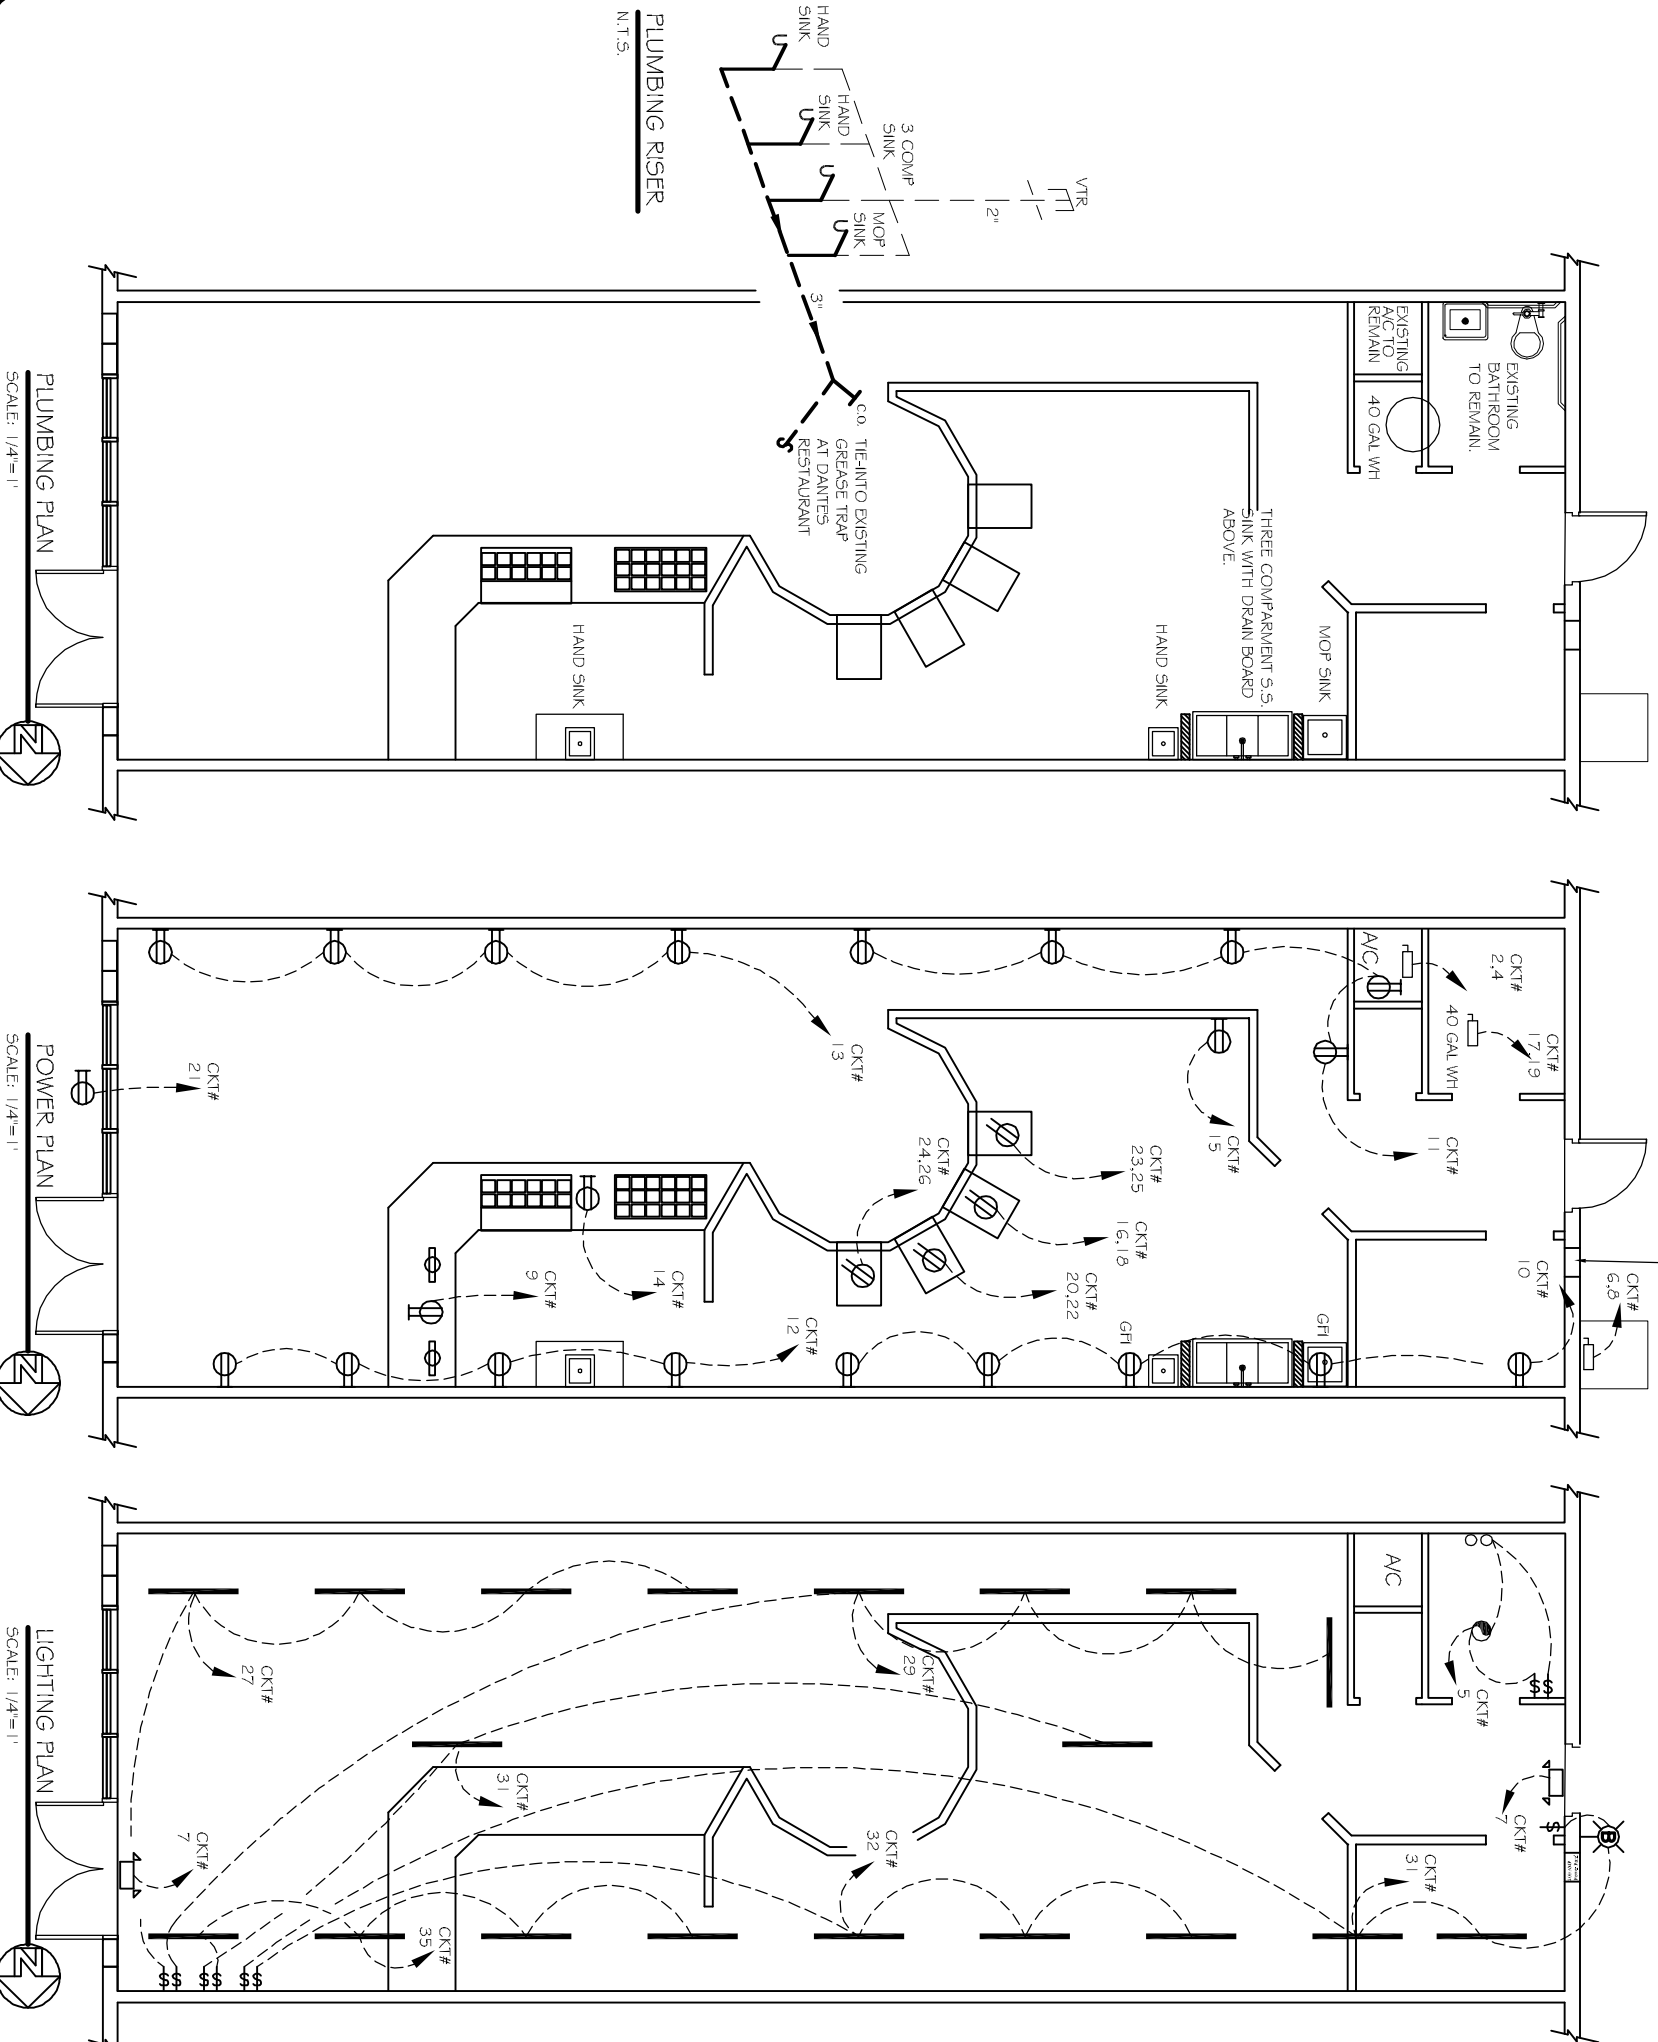 HAND
SINK
HAND
SINK
3 COMP
SINK
MOP
SINK
VTR
2"
3"
C.O.
TIE-INTO EXISTING
GREASE TRAP
AT DANTES
RESTAURANT
PLUMBING RISER
N.T.S.
EXISTING
A/C TO
REMAIN
EXISTING
BATHROOM
TO REMAIN.
40 GAL WH
THREE COMPARMENT S.S.
SINK WITH DRAIN BOARD
ABOVE.
MOP SINK
HAND SINK
HAND SINK
PLUMBING PLAN
SCALE: 1/4"=1'
N
A/C
CKT#
2,4
CKT#
17,19
40 GAL WH
CKT#
11
CKT#
15
CKT#
13
CKT#
21
CKT#
23,25
CKT#
24,26
CKT#
16,18
CKT#
20,22
CKT#
14
CKT#
9
CKT#
12
GFI
GFI
CKT#
10
CKT#
6,8
POWER PLAN
SCALE: 1/4"=1'
N
A/C
CKT#
5
$$
CKT#
7
$
B
CKT#
29
CKT#
27
CKT#
31
CKT#
32
CKT#
31
CKT#
7
CKT#
35
$$
$$
$$
LIGHTING PLAN
SCALE: 1/4"=1'
N